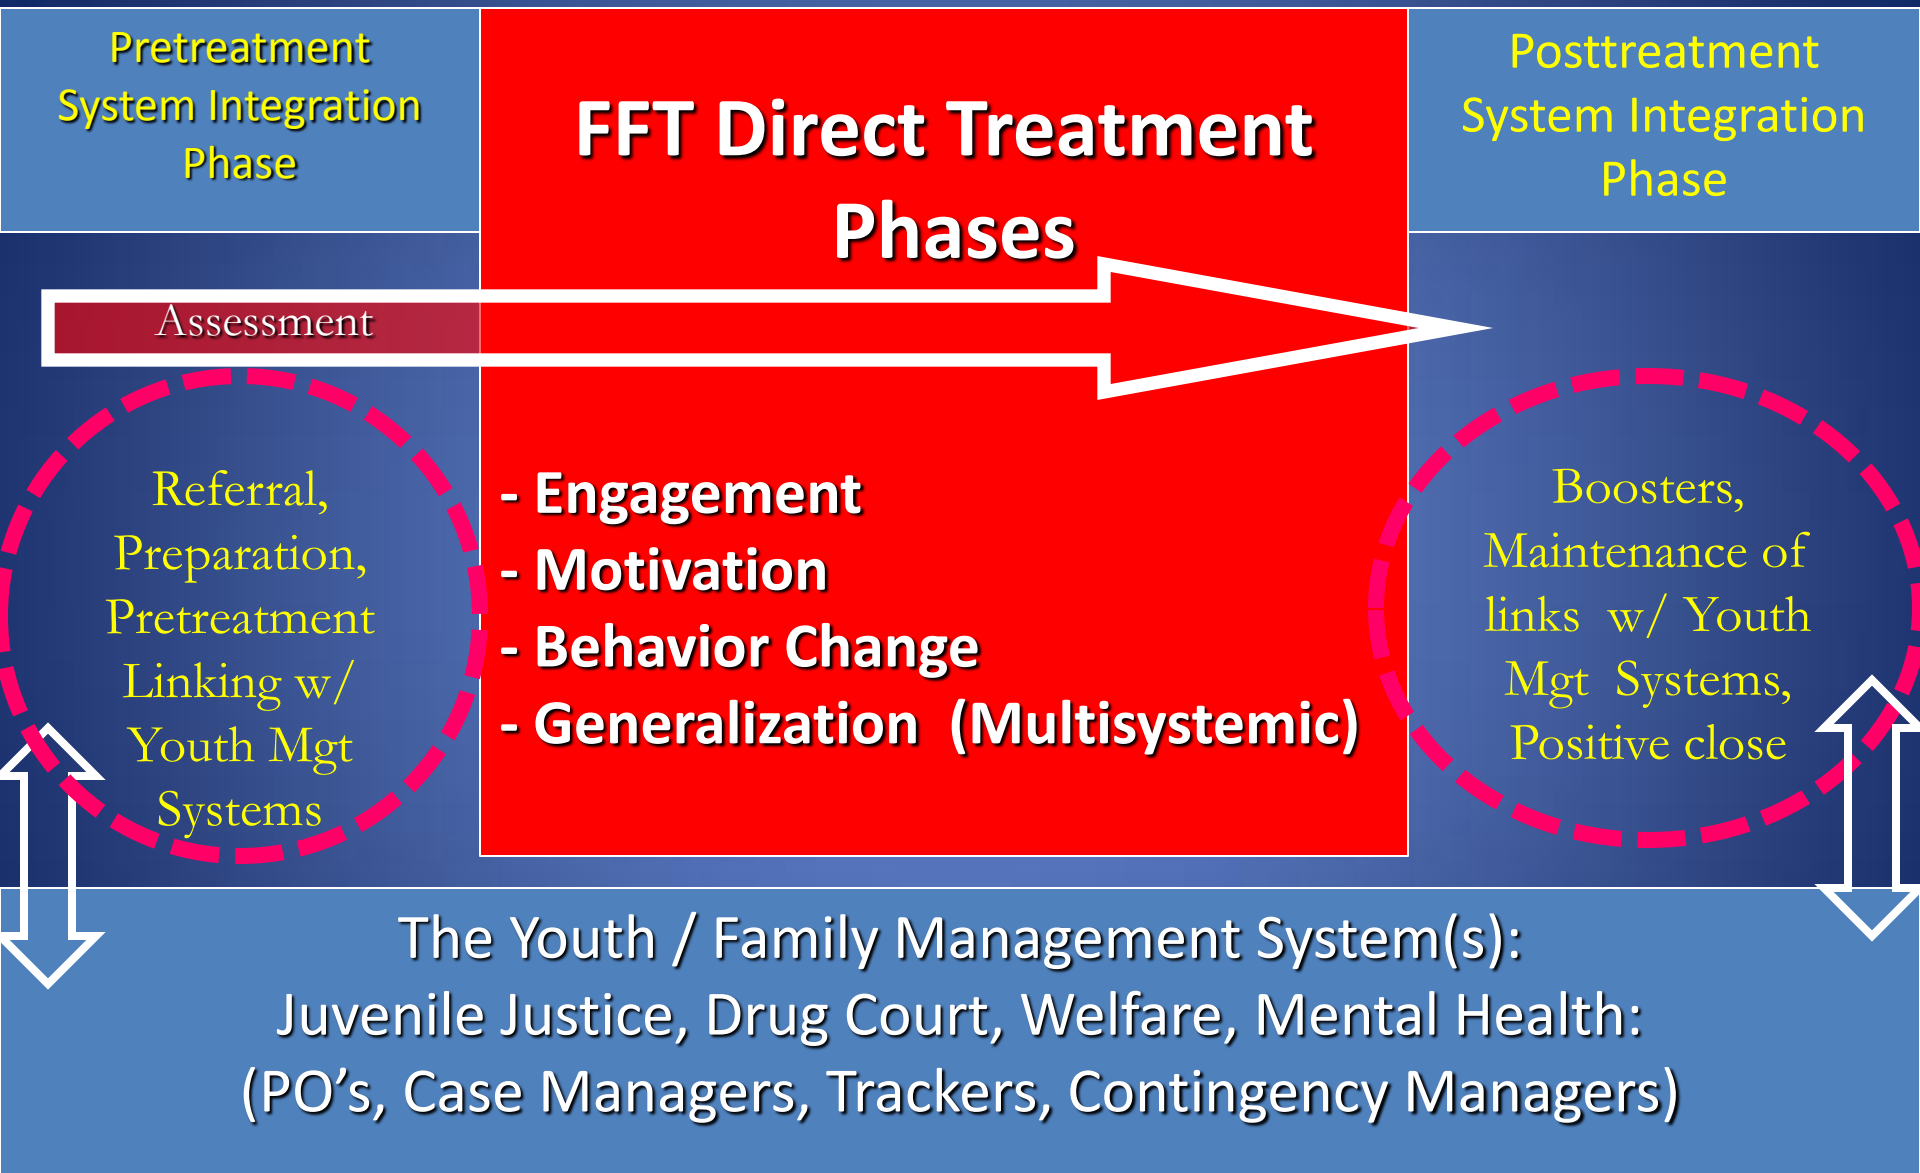 Pretreatment
System Integration
Phase
FFT Direct Treatment
Phases
Posttreatment
System Integration
Phase
Assessment
Referral,
Preparation,
Pretreatment
Linking w/
Youth Mgt
Systems
- Engagement
- Motivation
- Behavior Change
- Generalization  (Multisystemic)
Boosters,
Maintenance of
links  w/ Youth
Mgt  Systems,
Positive close
The Youth / Family Management System(s):
Juvenile Justice, Drug Court, Welfare, Mental Health:
(PO’s, Case Managers, Trackers, Contingency Managers)